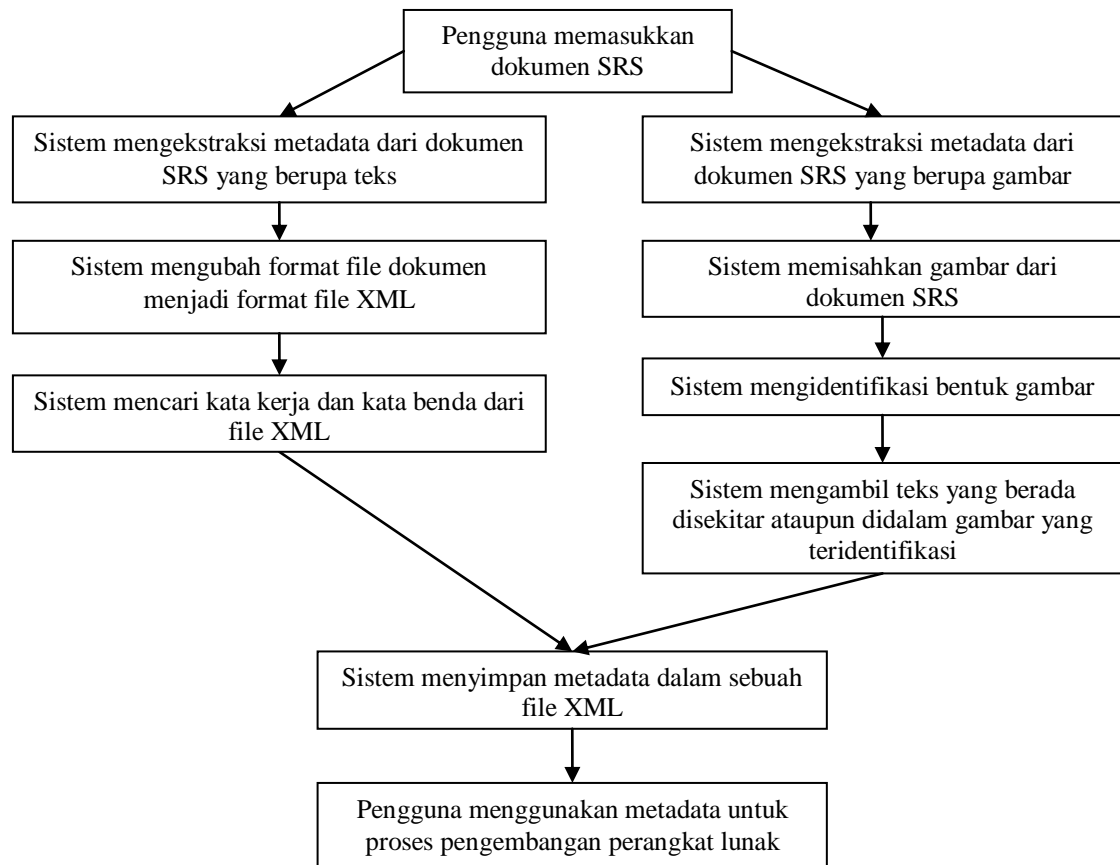 Pengguna memasukkan
dokumen SRS
Sistem mengekstraksi metadata dari dokumen
SRS yang berupa teks
Sistem mengubah format file dokumen
menjadi format file XML
Sistem mencari kata kerja dan kata benda dari
file XML
Sistem mengekstraksi metadata dari
dokumen SRS yang berupa gambar
Sistem memisahkan gambar dari
dokumen SRS
Sistem mengidentifikasi bentuk gambar
Sistem mengambil teks yang berada
disekitar ataupun didalam gambar yang
teridentifikasi
Sistem menyimpan metadata dalam sebuah
file XML
Pengguna menggunakan metadata untuk
proses pengembangan perangkat lunak